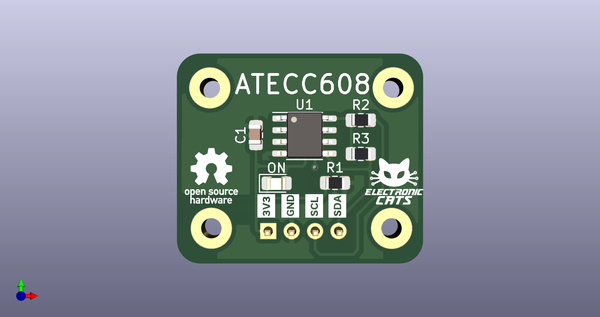 ATECC608
U1
R2
C1
R3
ON
R1
open source
hardware
ELECTRONIC
CATS
3V3
GND
SCL
SDA